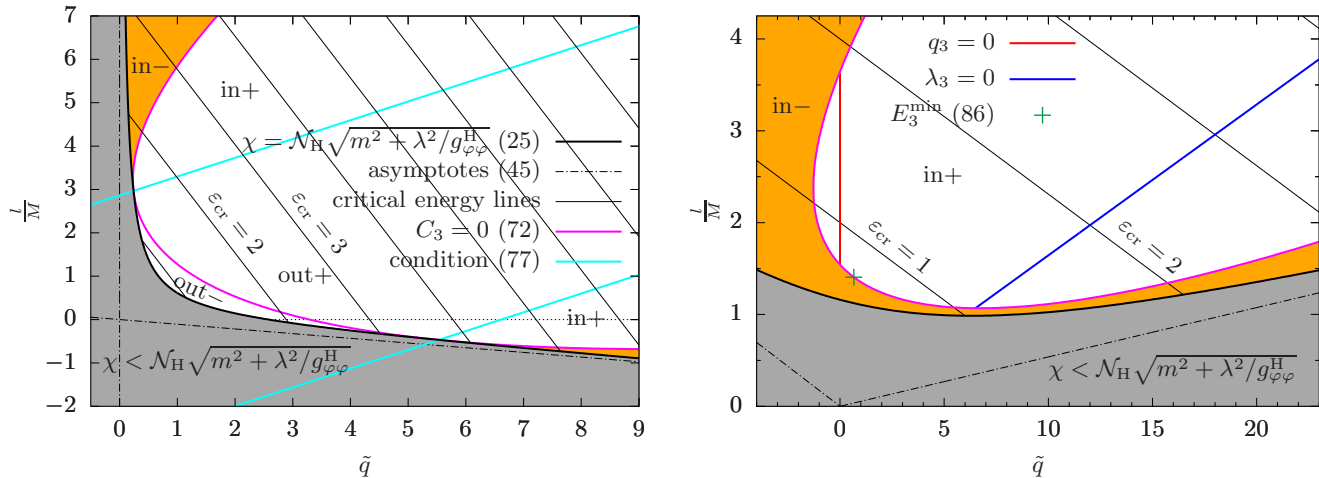 7
6
5
4
3
2
1
0
−1
−2
l/M
0 1 2 3 4 5 6 7 8 9
q̃
in−
in+
χ = N_H√(m² + λ²/g^H_φφ) (25)
asymptotes (45)
critical energy lines
C₃ = 0 (72)
condition (77)
ε_cr = 2
ε_cr = 3
out+
out−
in+
χ < N_H√(m² + λ²/g^H_φφ)
4
3
2
1
0
l/M
0 5 10 15 20
q̃
q₃ = 0
λ₃ = 0
E₃^min (86)
in−
in+
ε_cr = 1
ε_cr = 2
χ < N_H√(m² + λ²/g^H_φφ)